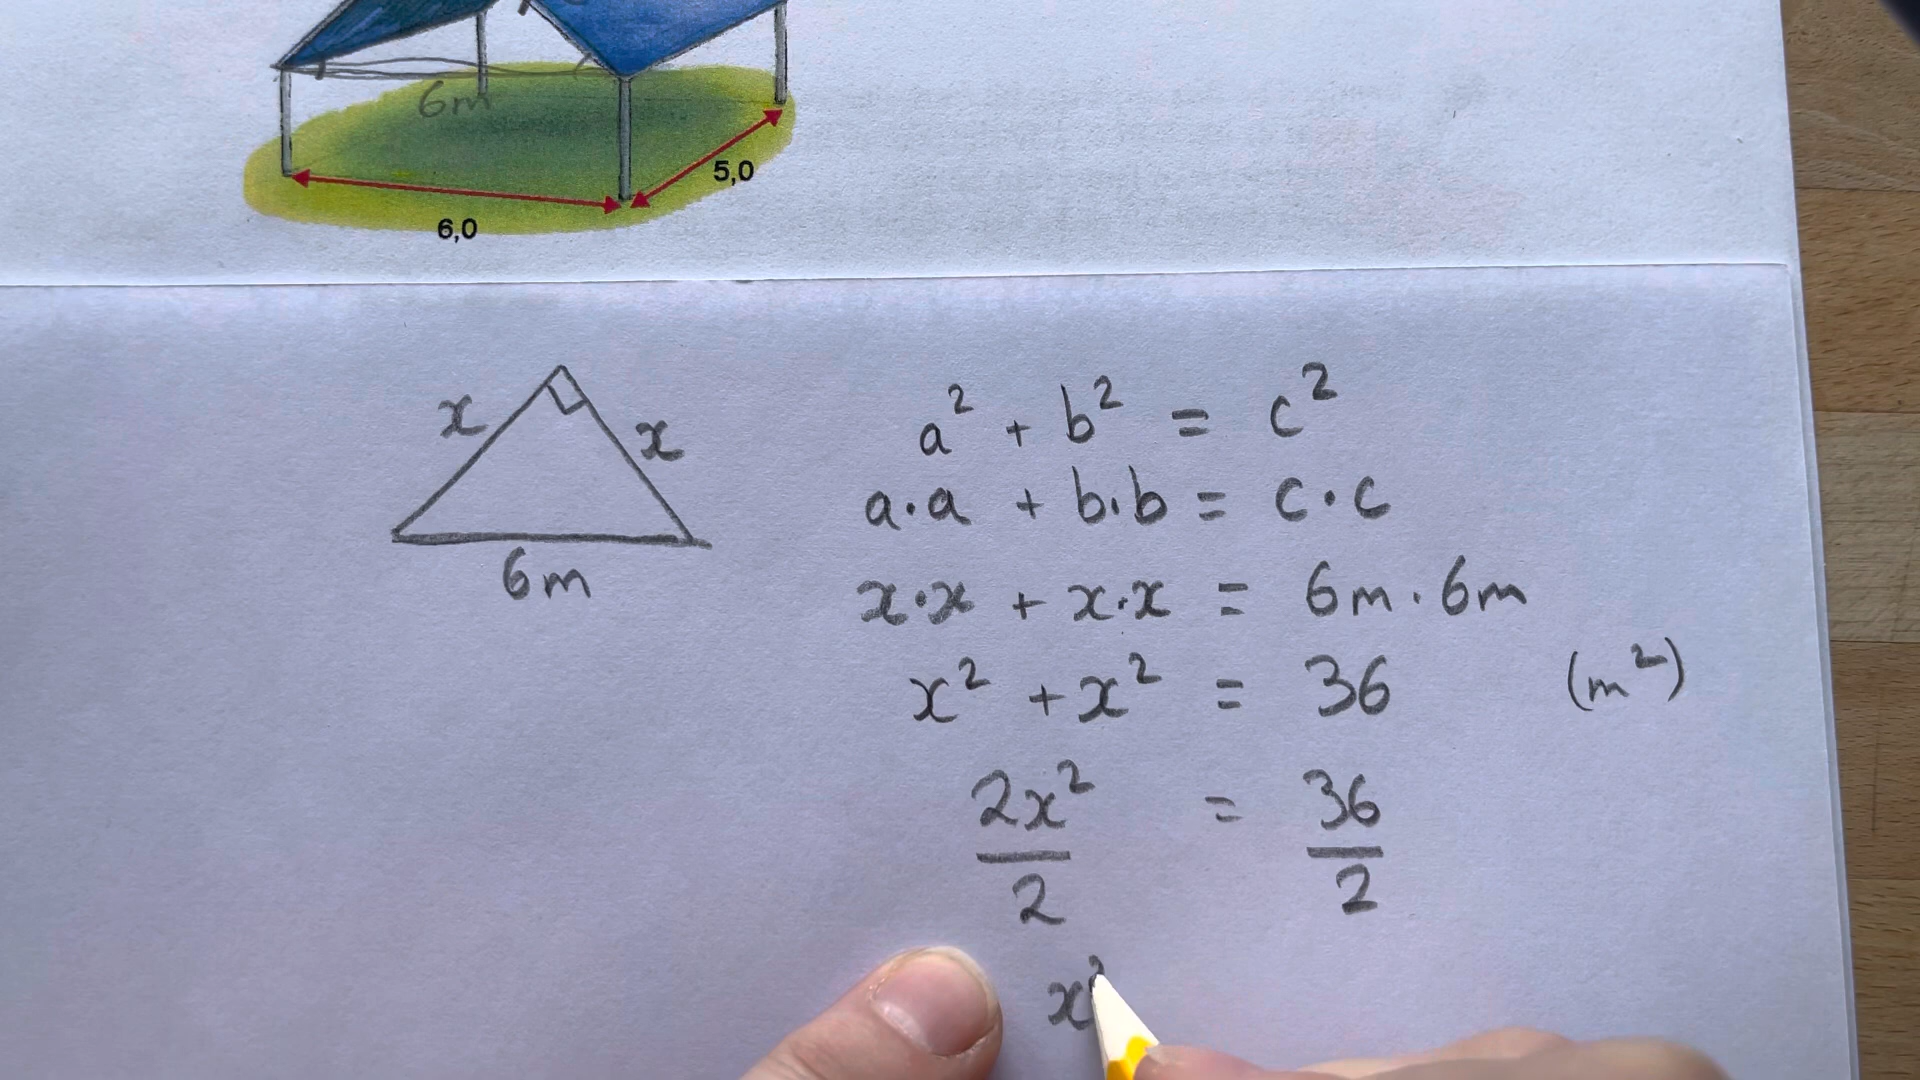 6m
5,0
6,0
x
x
6m
a² + b² = c²
a·a + b·b = c·c
x·x + x·x = 6m·6m
x² + x² = 36 (m²)
2x² = 36
2 2
x²